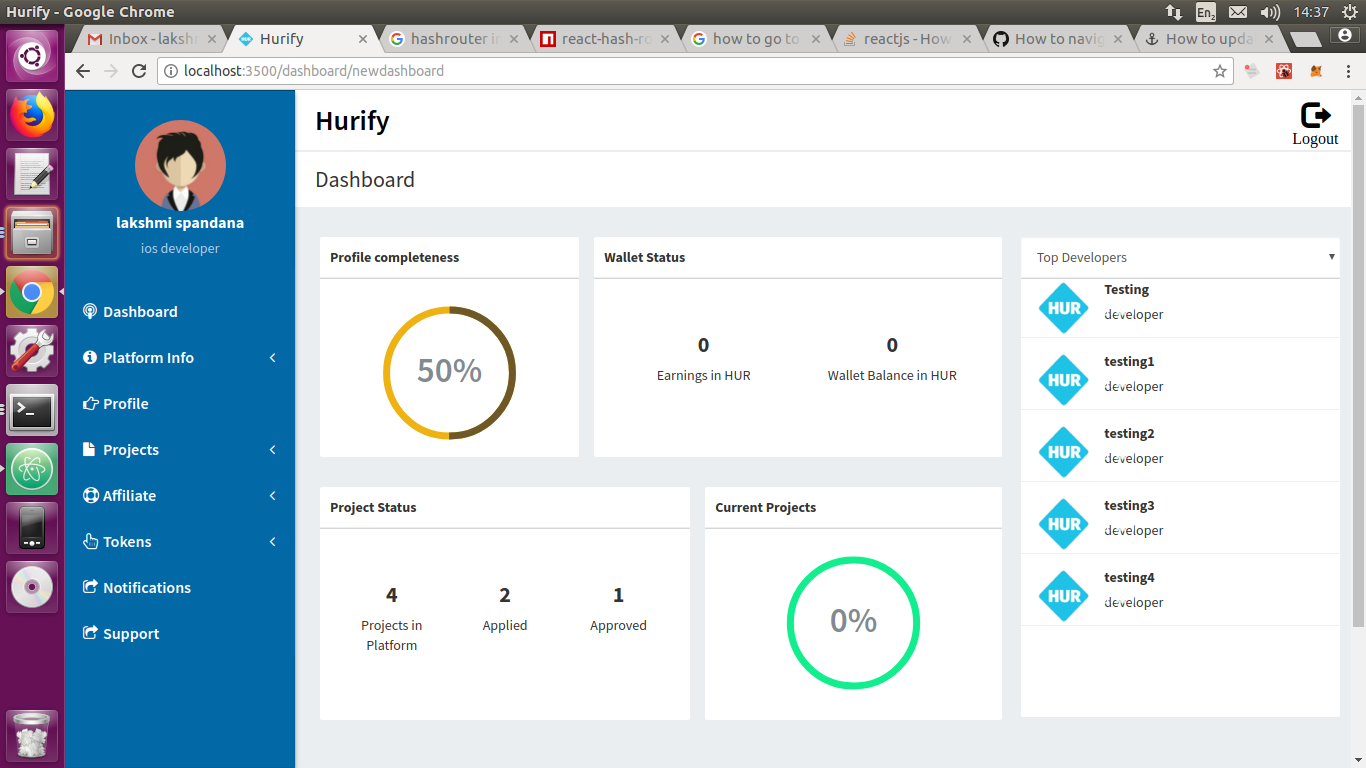 Hurify - Google Chrome
En2
14:37
Inbox - laksh
Hurify
hashrouter i
react-hash-ro
how to go to
reactjs - How
How to navig
How to upda
localhost:3500/dashboard/newdashboard
lakshmi spandana
ios developer
Dashboard
Platform Info
Profile
Projects
Affiliate
Tokens
Notifications
Support
Hurify
Logout
Dashboard
Profile completeness
50%
Wallet Status
0
Earnings in HUR
0
Wallet Balance in HUR
Project Status
4
Projects in
Platform
2
Applied
1
Approved
Current Projects
0%
Top Developers
HUR
Testing
developer
HUR
testing1
developer
HUR
testing2
developer
HUR
testing3
developer
HUR
testing4
developer